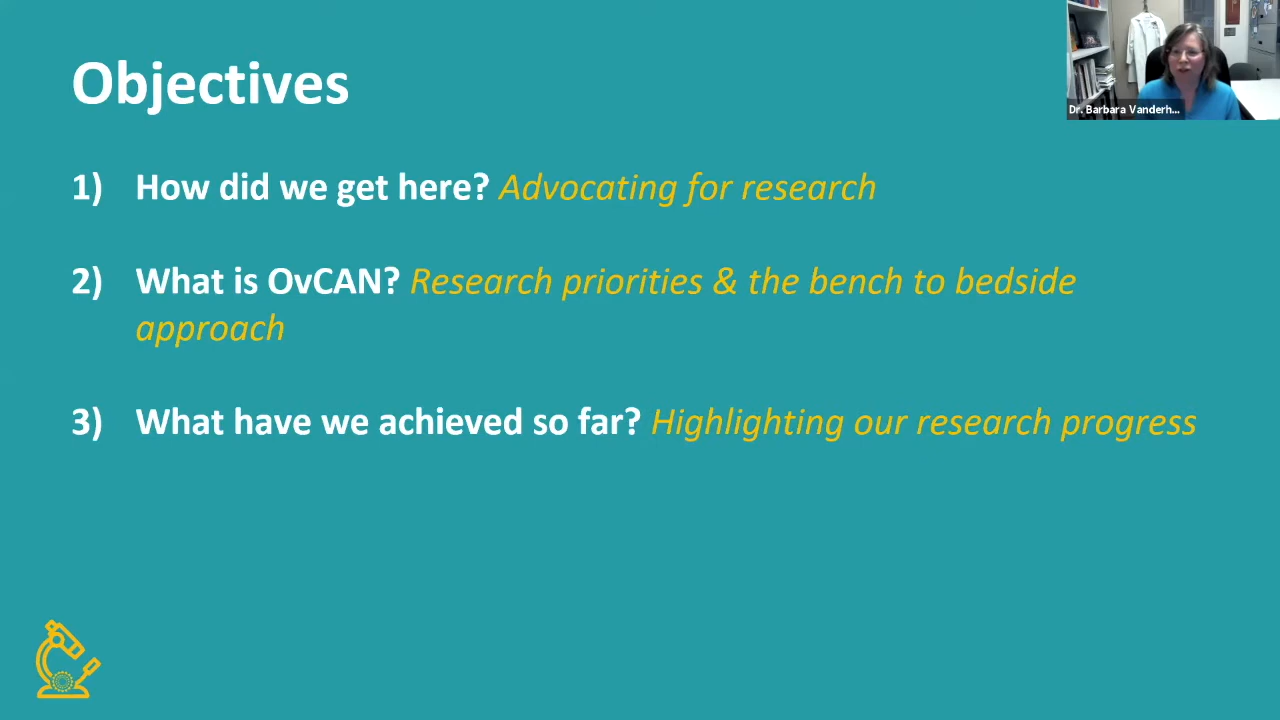 Objectives
Dr. Barbara Vanderh...
1) How did we get here? Advocating for research
2) What is OvCAN? Research priorities & the bench to bedside
approach
3) What have we achieved so far? Highlighting our research progress